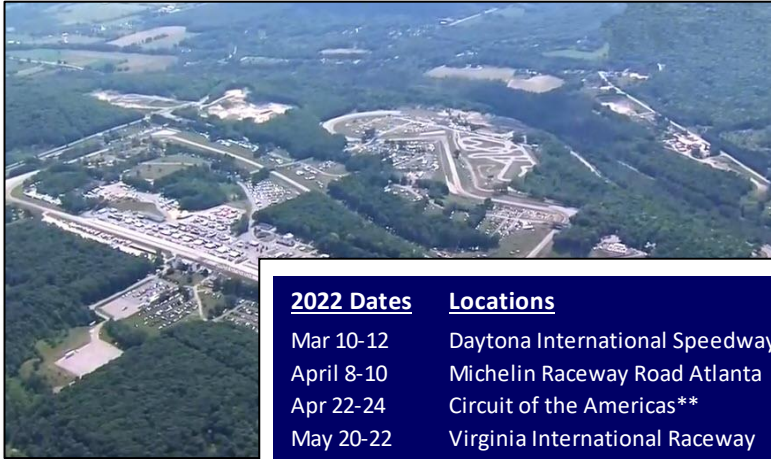 2022 Dates Locations
Mar 10-12 Daytona International Speedway
April 8-10 Michelin Raceway Road Atlanta
Apr 22-24 Circuit of the Americas**
May 20-22 Virginia International Raceway